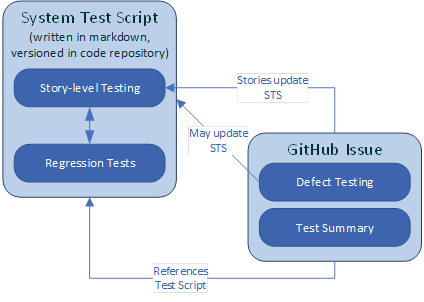 System Test Script
(written in markdown,
versioned in code repository)
Story-level Testing
Regression Tests
Stories update
STS
May update
STS
GitHub Issue
Defect Testing
Test Summary
References
Test Script